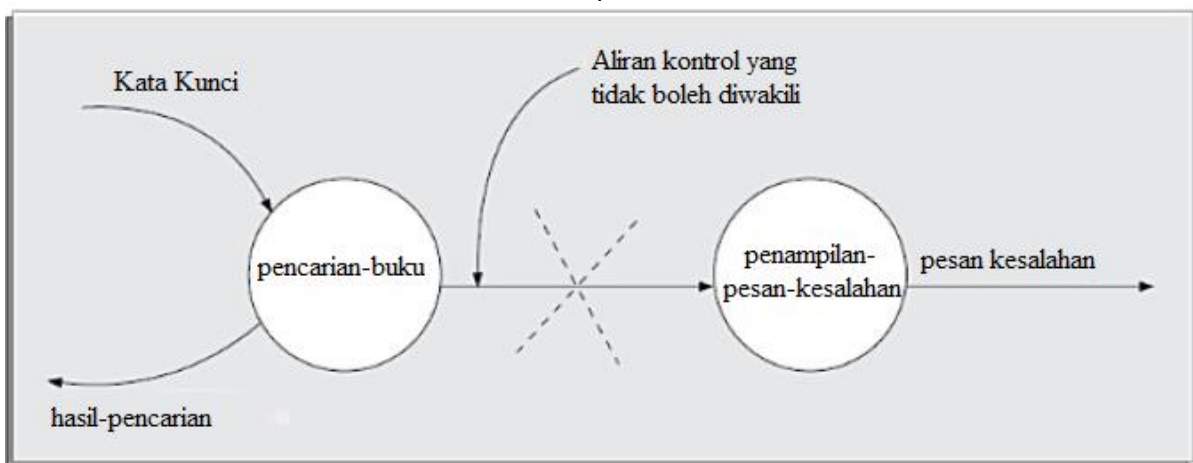 Kata Kunci
Aliran kontrol yang
tidak boleh diwakili
pencarian-buku
penampilan-
pesan-kesalahan
pesan kesalahan
hasil-pencarian